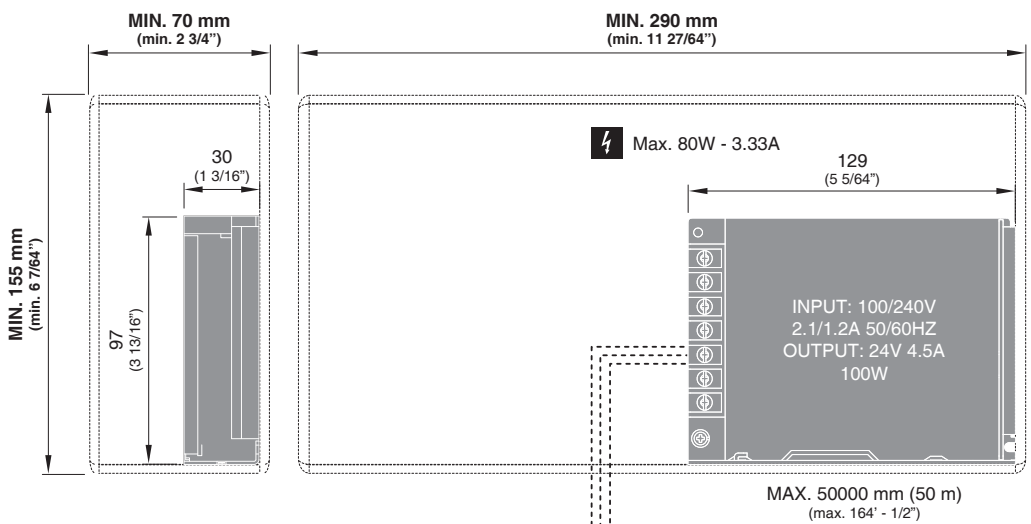 MIN. 70 mm
(min. 2 3/4”)
MIN. 290 mm
(min. 11 27/64”)
Max. 80W - 3.33A
30
(1 3/16”)
129
(5 5/64”)
MIN. 155 mm
(min. 6 7/64”)
97
(3 13/16”)
INPUT: 100/240V
2.1/1.2A 50/60HZ
OUTPUT: 24V 4.5A
100W
MAX. 50000 mm (50 m)
(max. 164’ - 1/2”)